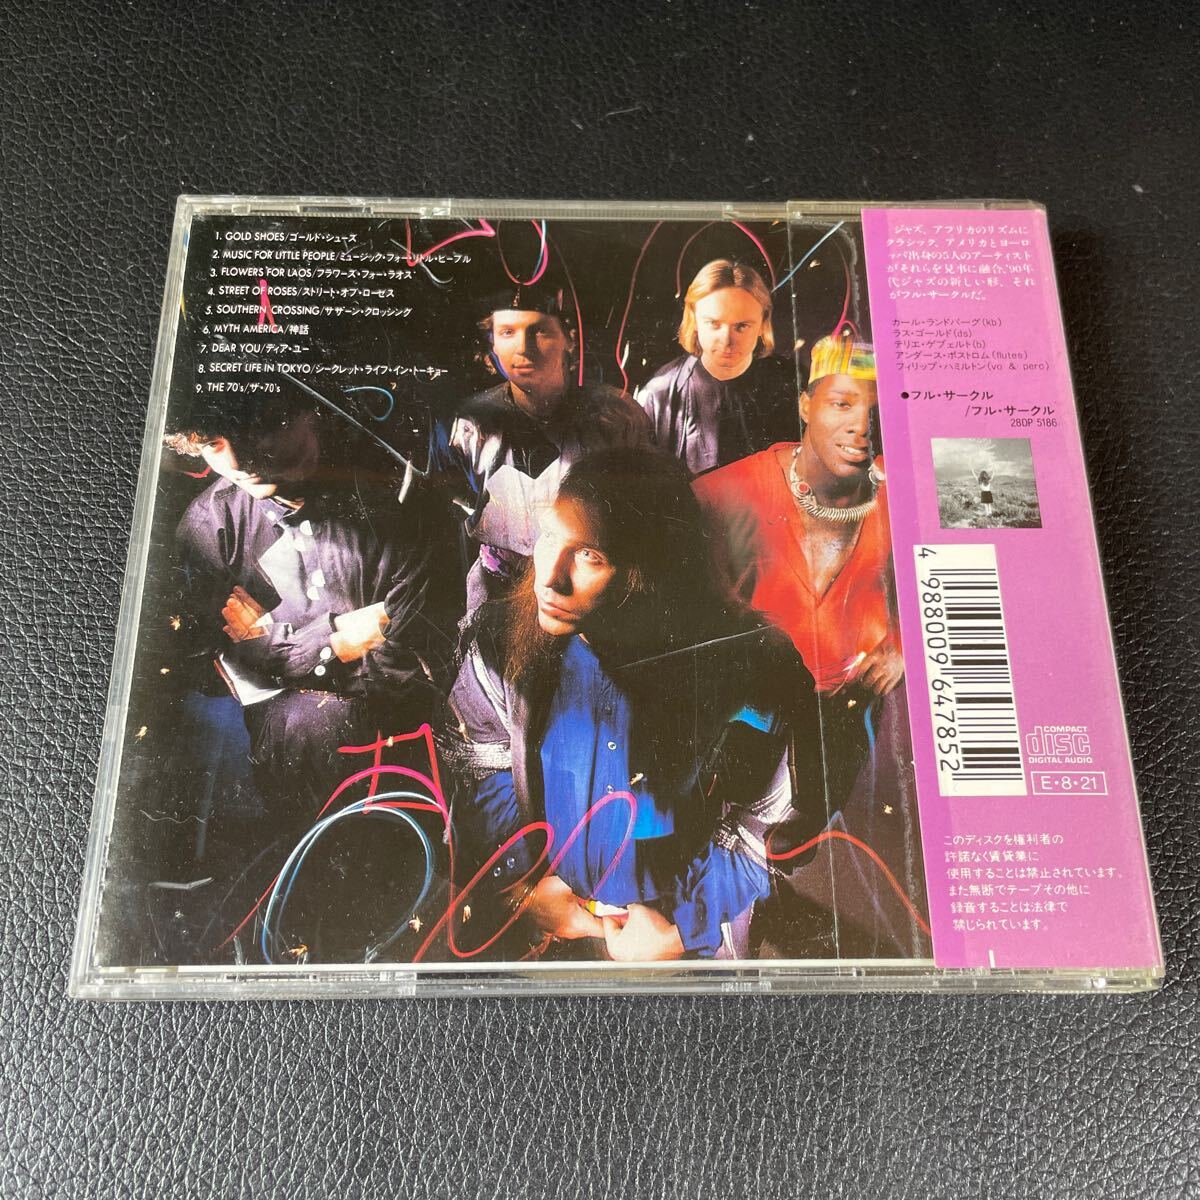 1. GOLD SHOES/ゴールド・シューズ
2. MUSIC FOR LITTLE PEOPLE/ミュージック・フォー・リトル・ピープル
3. FLOWERS FOR LAOS/フラワーズ・フォー・ラオス
4. STREET OF ROSES/ストリート・オブ・ローゼス
5. SOUTHERN CROSSING/サザーン・クロッシング
6. MYTH AMERICA/神話
7. DEAR YOU/ディア・ユー
8. SECRET LIFE IN TOKYO/シークレット・ライフ・イン・トーキョー
9. THE 70's/ザ・70's
ジャズ、アフリカのリズムに
クラシック、アメリカとヨーロ
ッパ出身の5人のアーティスト
がそれらを見事に融合、'90年
代ジャズの新しい形、それ
がフル・サークルだ。
カール・ランドバーグ(kb)
ラス・ゴールド(ds)
テリエ・ゲブェルト(b)
アンダース・ボストロム(flutes)
フィリップ・ハミルトン(vo & perc)
●フル・サークル
/フル・サークル
28DP 5186
4 988009 647852
COMPACT
disc
DIGITAL AUDIO
E・8・21
このディスクを権利者の
許諾なく賃貸業に
使用することは禁止されています。
また無断でテープその他に
録音することは法律で
禁じられています。